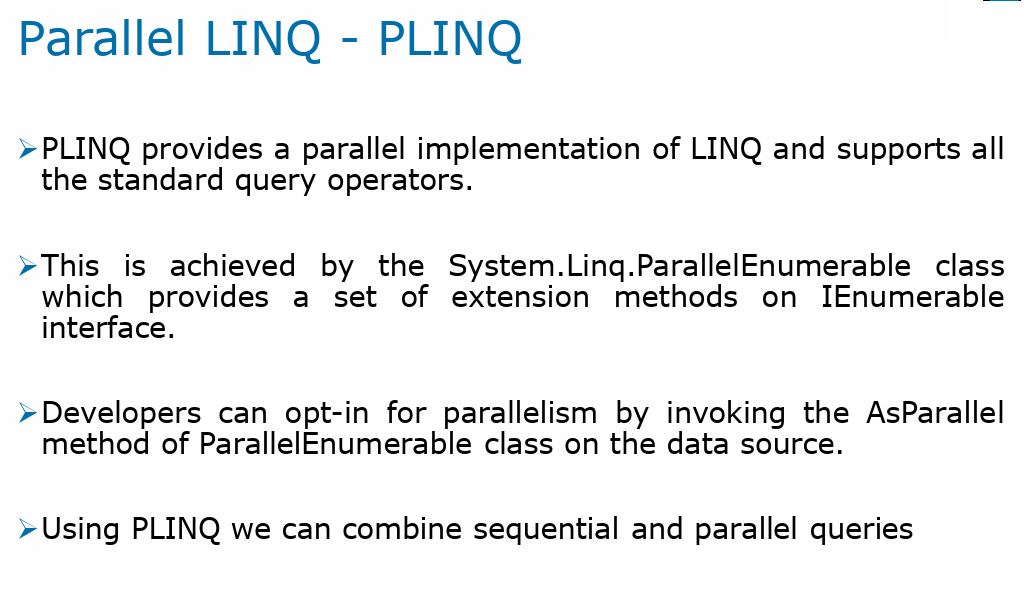 Parallel LINQ - PLINQ
➢PLINQ provides a parallel implementation of LINQ and supports all
the standard query operators.
➢This is achieved by the System.Linq.ParallelEnumerable class
which provides a set of extension methods on IEnumerable
interface.
➢Developers can opt-in for parallelism by invoking the AsParallel
method of ParallelEnumerable class on the data source.
➢Using PLINQ we can combine sequential and parallel queries